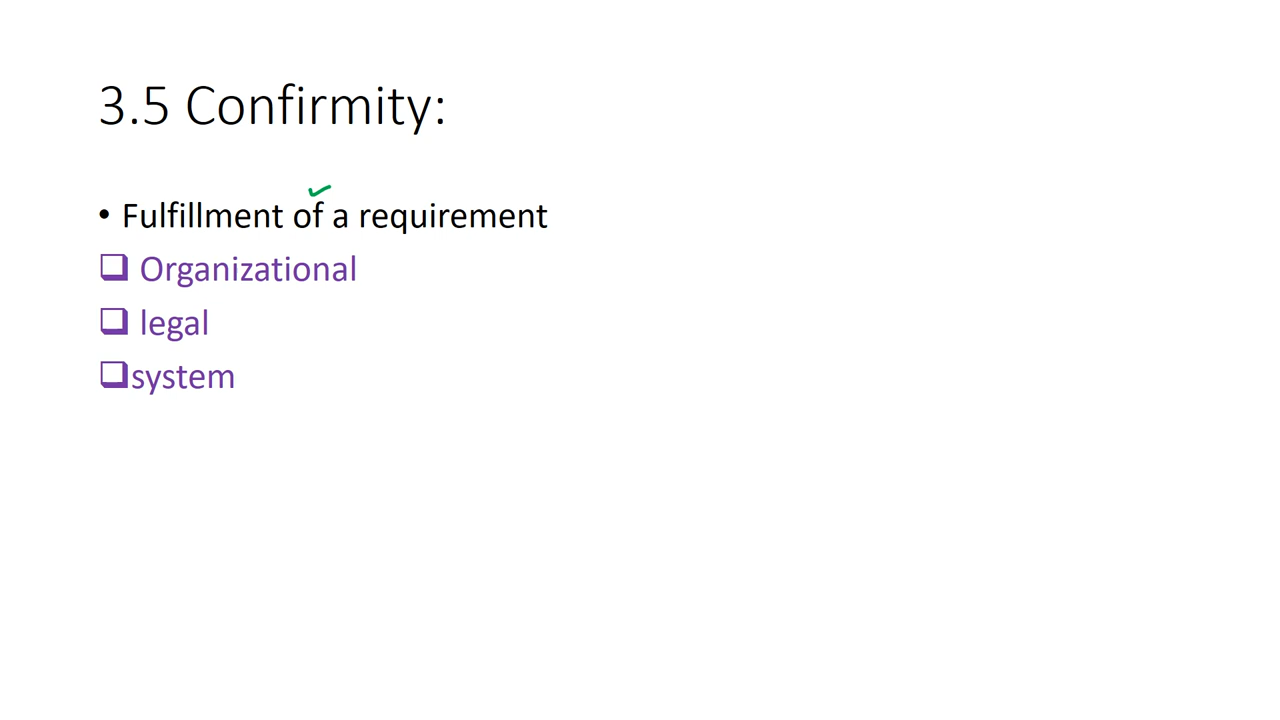 3.5 Confirmity:
• Fulfillment of a requirement
❑ Organizational
❑ legal
❑system